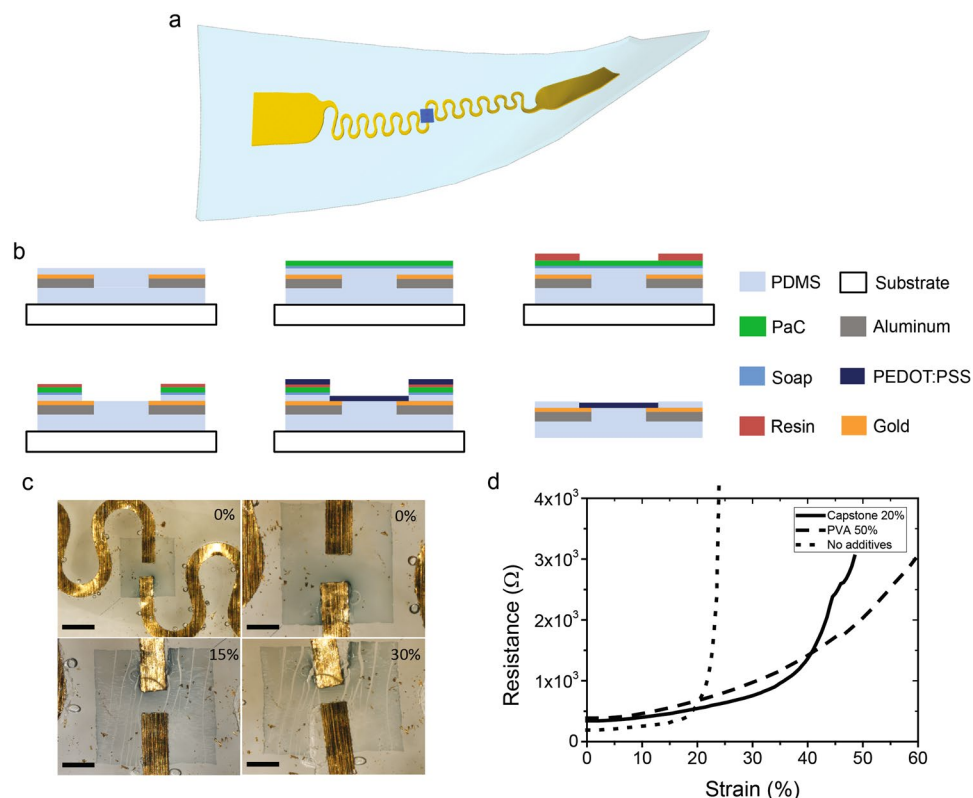 a
b
PDMS
Substrate
PaC
Aluminum
Soap
PEDOT:PSS
Resin
Gold
c
0%
0%
15%
30%
d
4x10³
3x10³
2x10³
1x10³
0
Resistance (Ω)
Capstone 20%
PVA 50%
No additives
0 10 20 30 40 50 60
Strain (%)